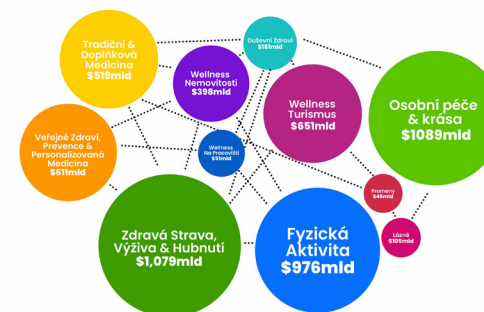 Tradiční &
Doplňková
Medicína
$519mld
Wellness
Nemovitosti
$398mld
Duševní Zdraví
$181mld
Wellness
Turismus
$651mld
Osobní péče
& krása
$1089mld
Veřejné Zdraví,
Prevence &
Personalizovaná
Medicína
$611mld
Wellness
Na Pracovišti
$51mld
Prameny
$46mld
Lázně
$105mld
Zdravá Strava,
Výživa & Hubnutí
$1,079mld
Fyzická
Aktivita
$976mld